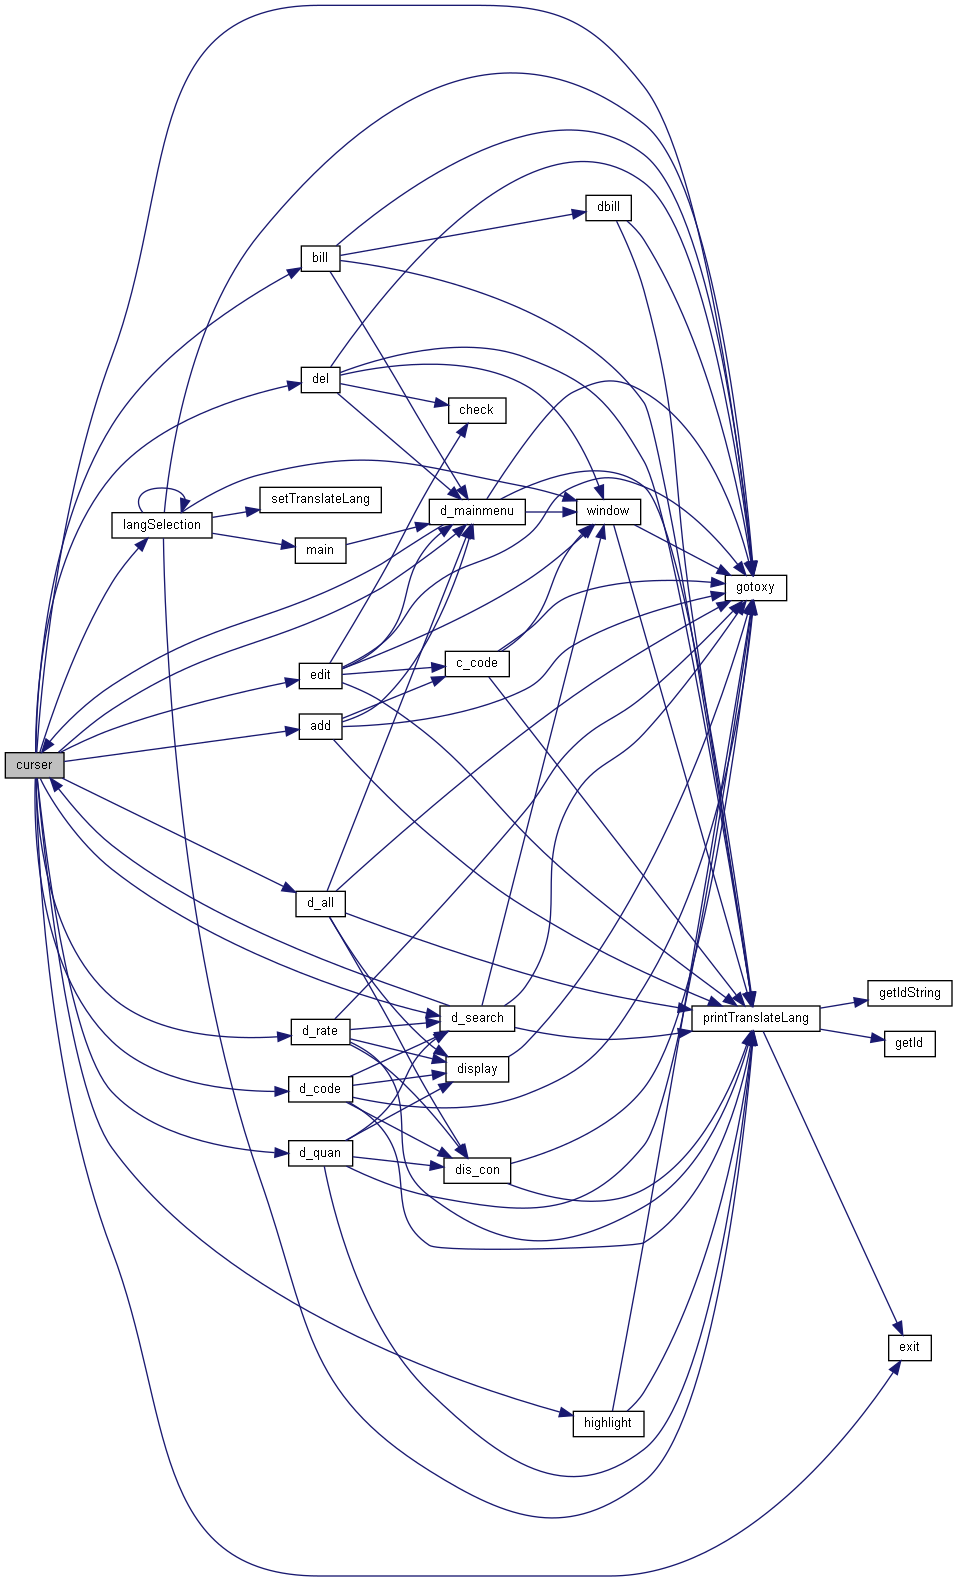 dbill
bill
del
check
setTranslateLang
langSelection
d_mainmenu
window
main
gotoxy
c_code
edit
add
curser
d_all
getIdString
d_search
printTranslateLang
d_rate
getId
display
d_code
d_quan
dis_con
exit
highlight